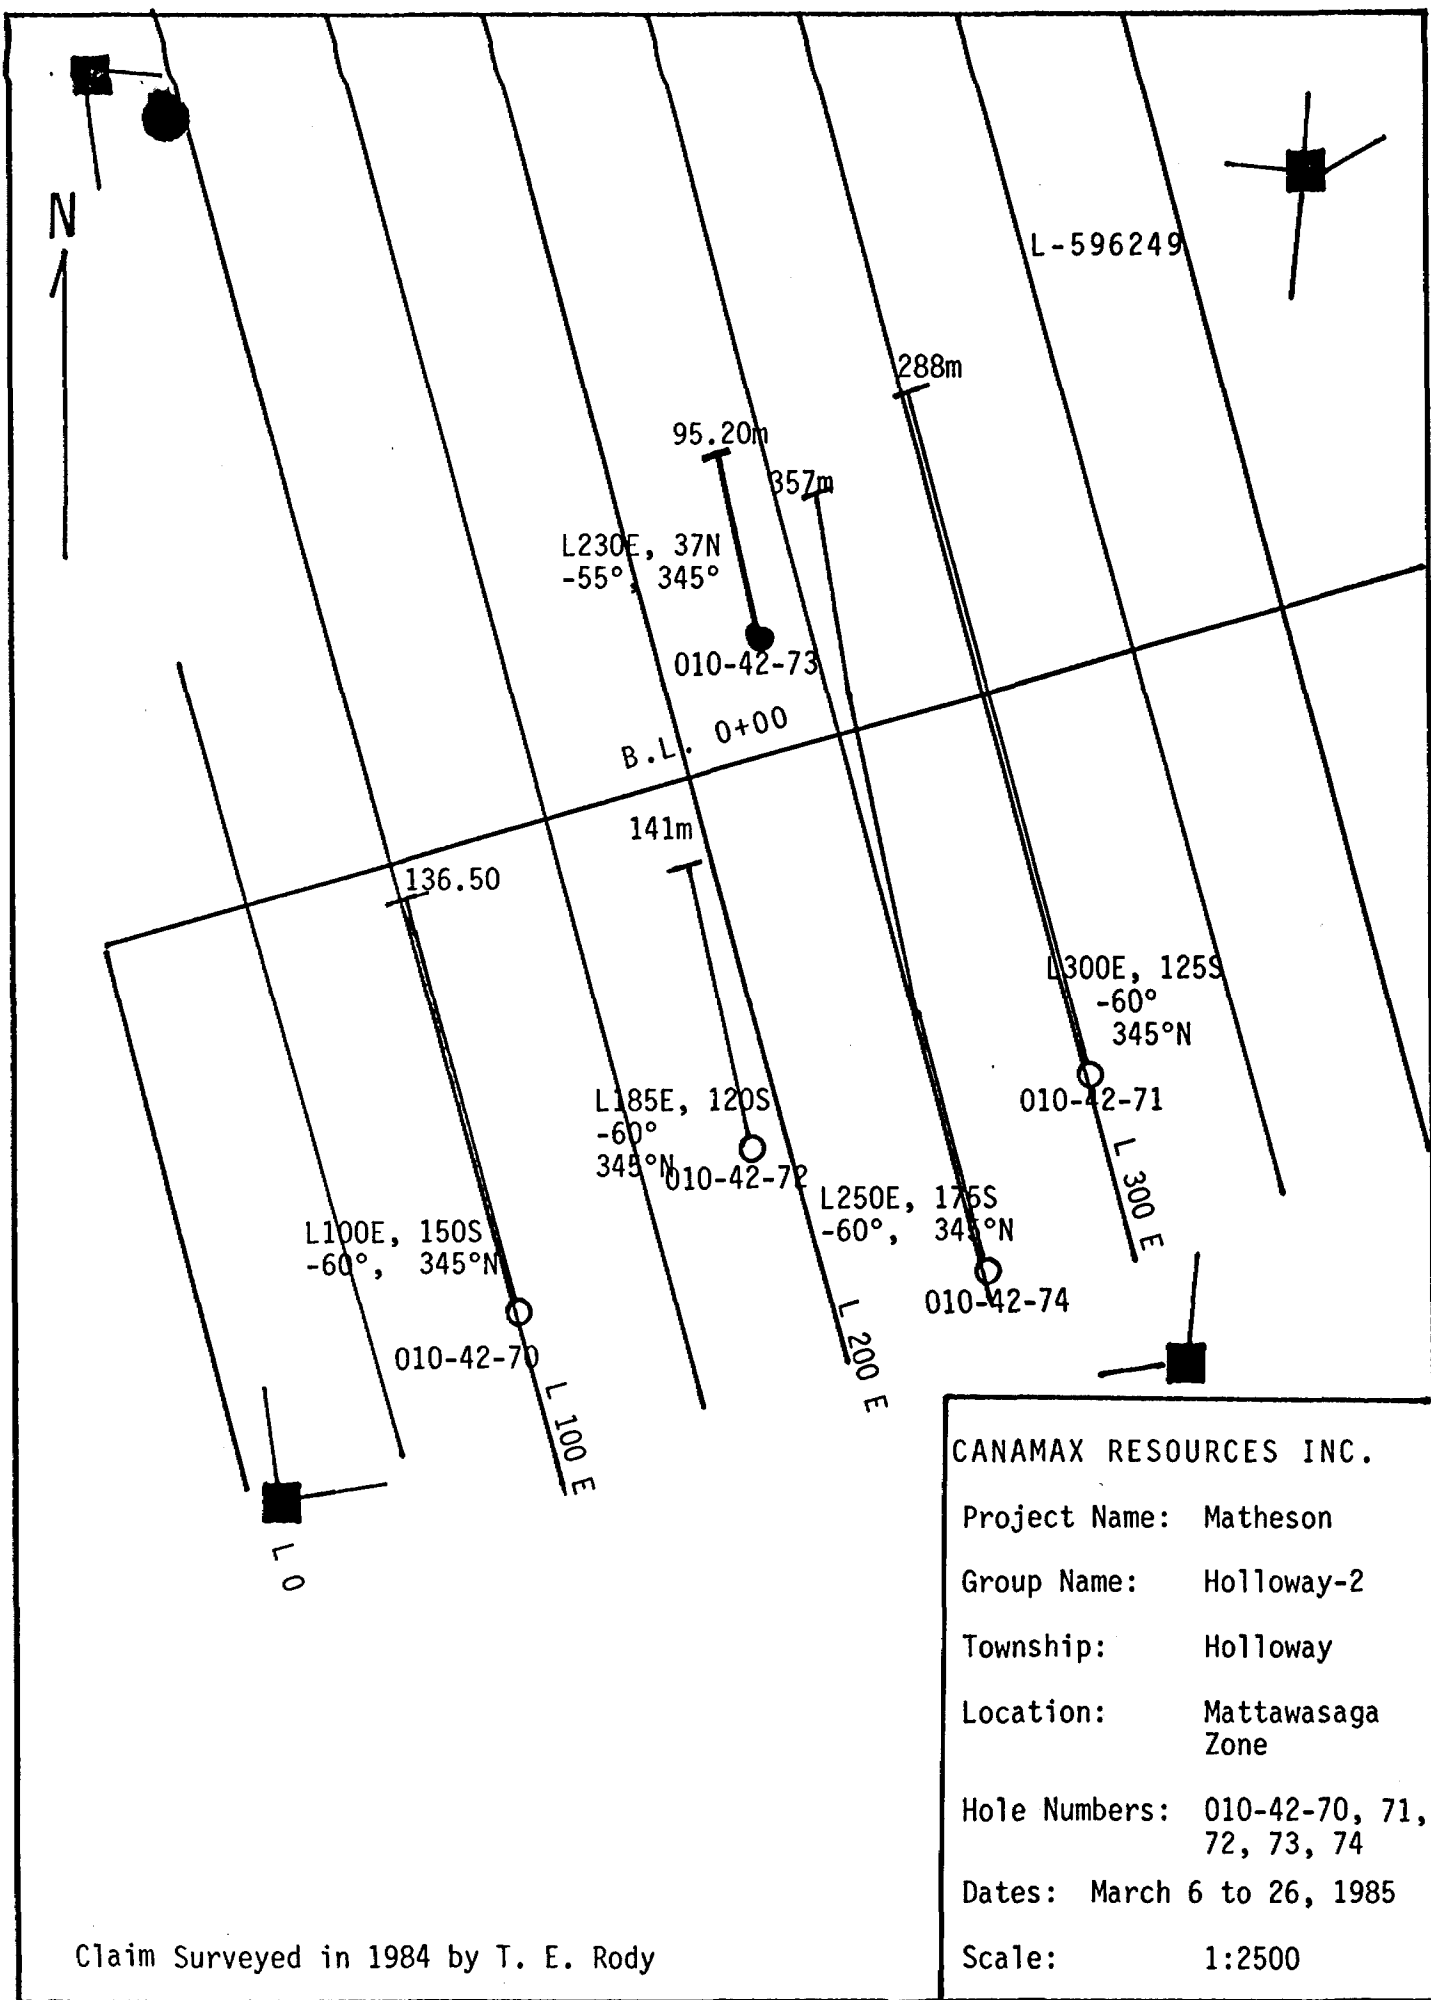 N
L-596249
288m
95.20m
357m
L230E, 37N
-55°, 345°
010-42-73
B.L. 0+00
141m
136.50
L300E, 125S
-60°
345°N
010-42-71
L185E, 120S
-60°
345°N
010-42-72
L 300 E
L250E, 175S
-60°, 345°N
L100E, 150S
-60°, 345°N
010-42-74
010-42-70
L 200 E
L 100 E
L 0
CANAMAX RESOURCES INC.
Project Name: Matheson
Group Name: Holloway-2
Township: Holloway
Location: Mattawasaga
Zone
Hole Numbers: 010-42-70, 71,
72, 73, 74
Dates: March 6 to 26, 1985
Scale: 1:2500
Claim Surveyed in 1984 by T. E. Rody